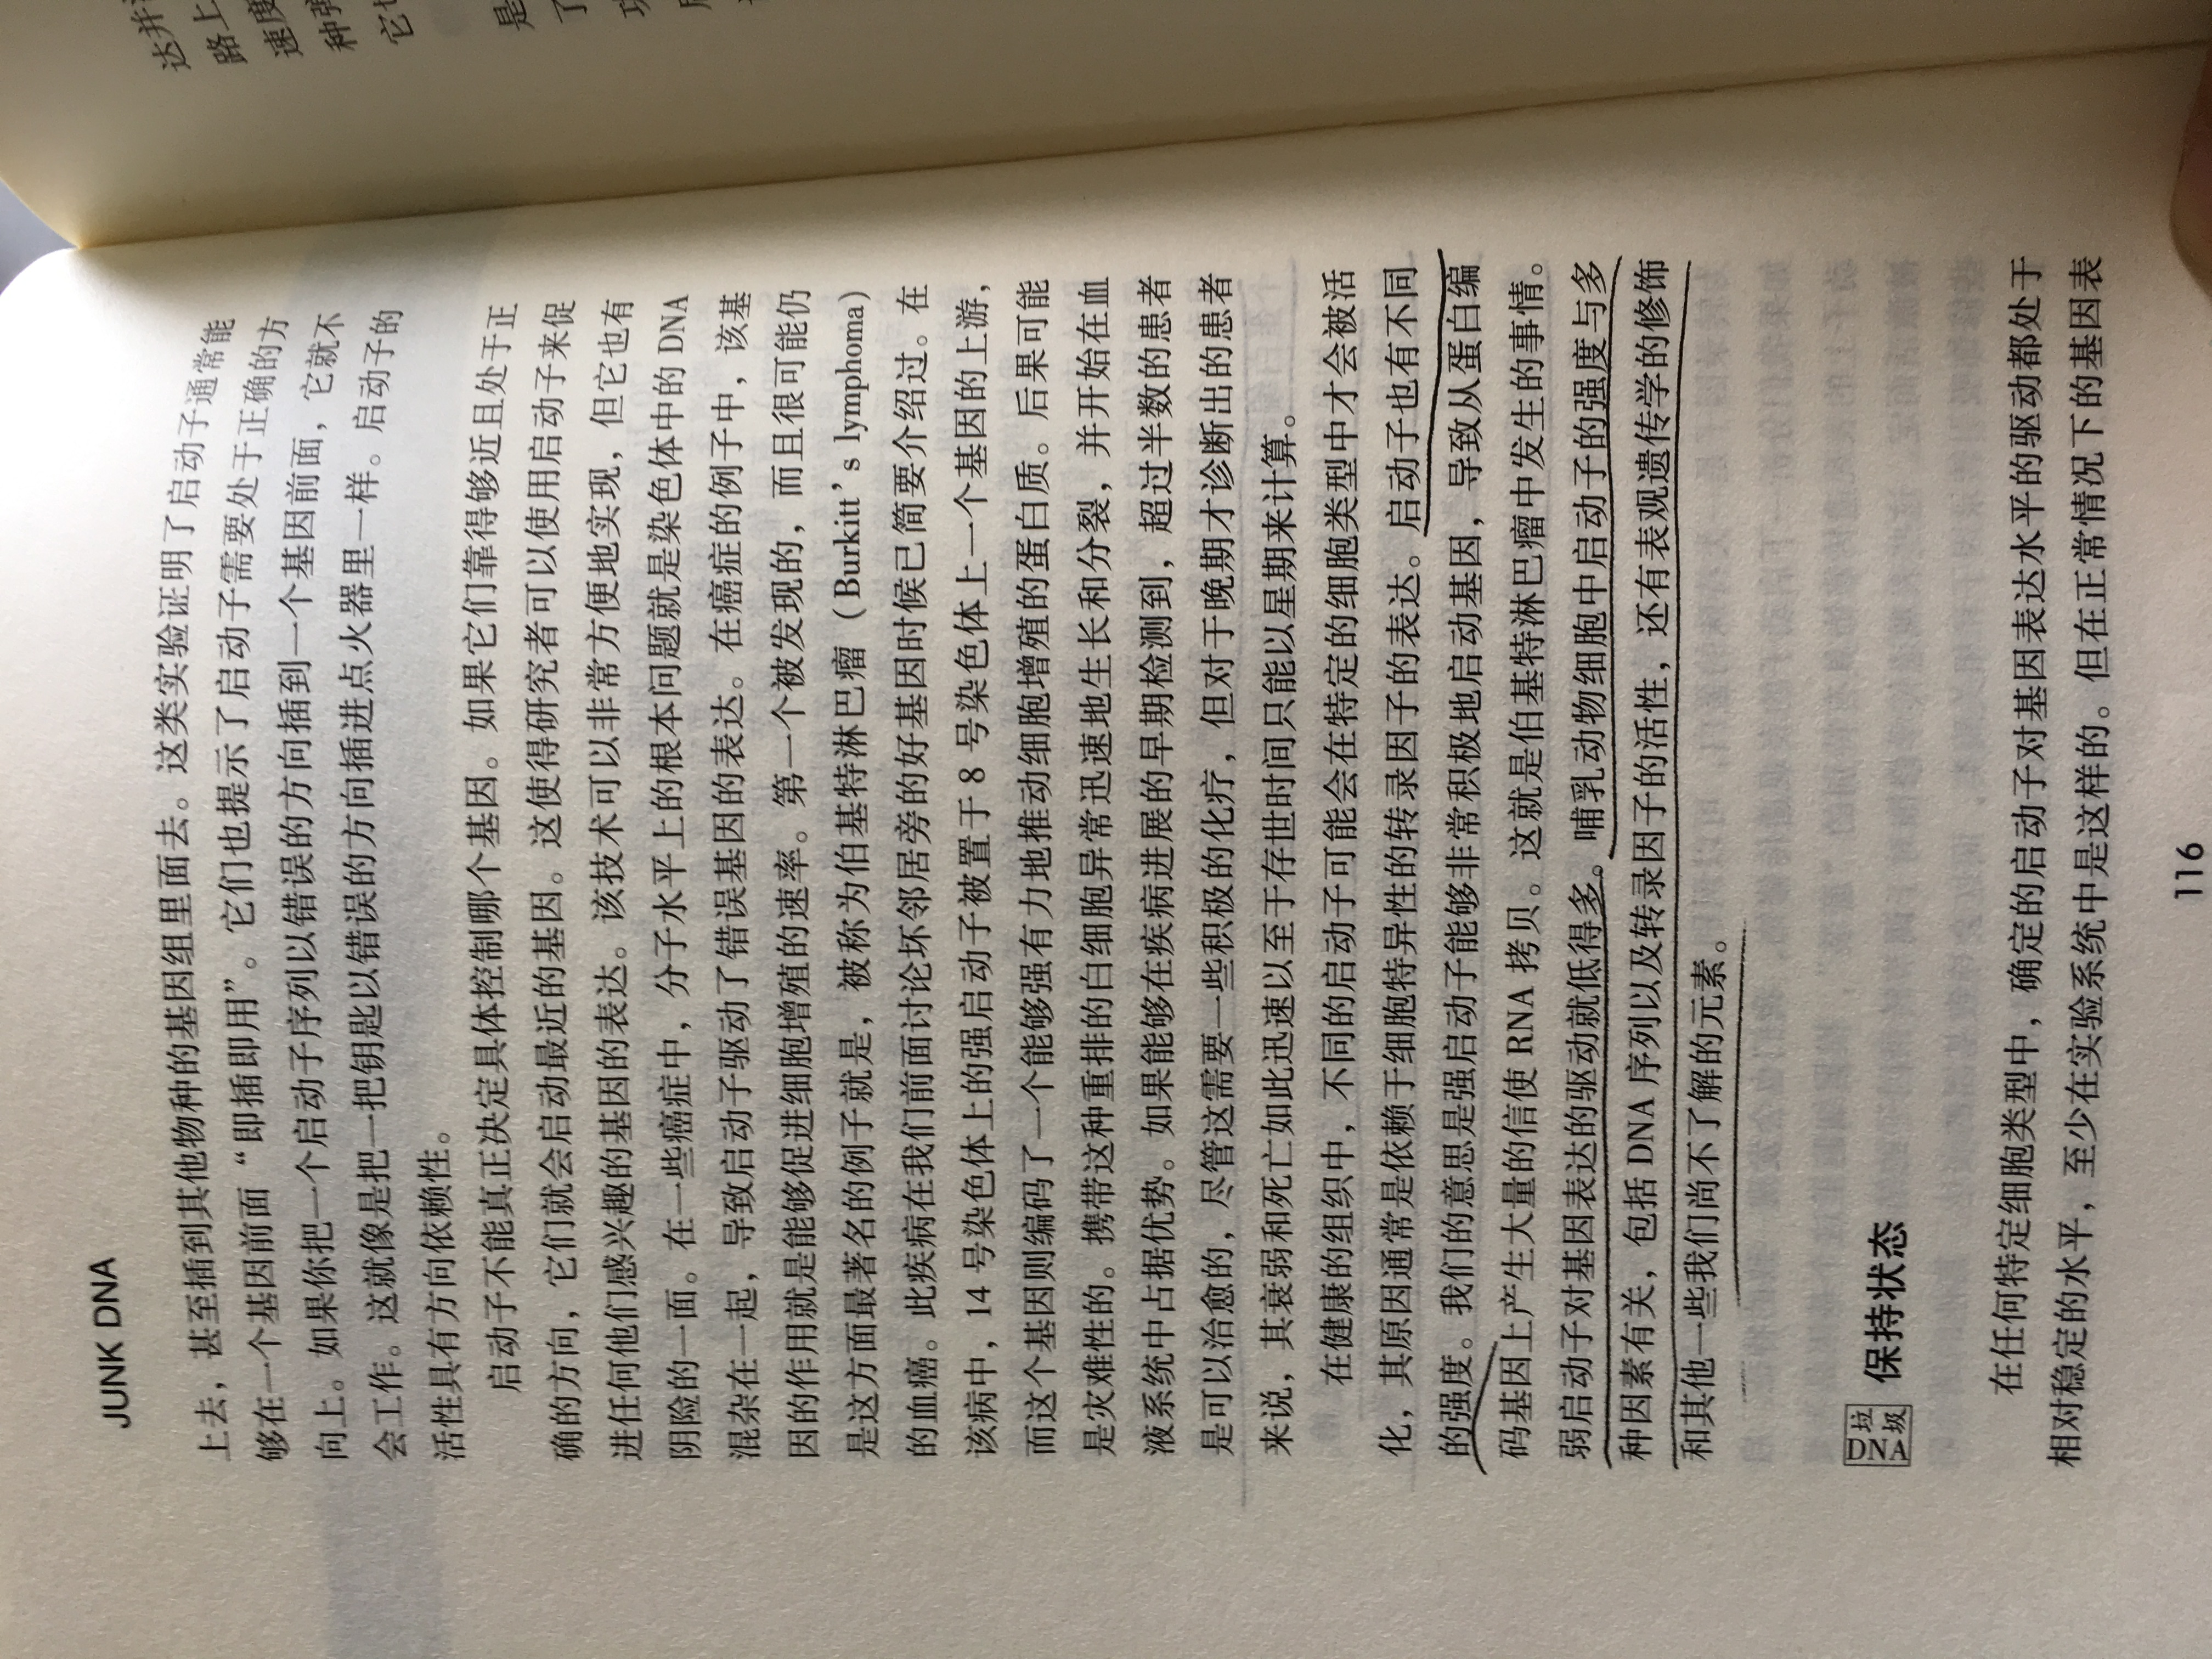 JUNK DNA
上去，甚至插到其他物种的基因组里面去。这类实验证明了启动子通常能
够在一个基因前面“即插即用”。它们也提示了启动子需要处于正确的方
向上。如果你把一个启动子序列以错误的方向插到一个基因前面，它就不
会工作。这就像是把一把钥匙以错误的方向插进点火器里一样。启动子的
活性具有方向依赖性。
启动子不能真正决定具体控制哪个基因。如果它们靠得够近且处于正
确的方向，它们就会启动最近的基因。这使得研究者可以使用启动子来促
进任何他们感兴趣的基因的表达。该技术可以非常方便地实现，但它也有
阴险的一面。在一些癌症中，分子水平上的根本问题就是染色体中的 DNA
混杂在一起，导致启动子驱动了错误基因的表达。在癌症的例子中，该基
因的作用就是能够促进细胞增殖的速率。第一个被发现的，而且很可能仍
是这方面最著名的例子就是，被称为伯基特淋巴瘤（Burkitt’s lymphoma）
的血癌。此疾病在我们前面讨论坏邻居旁的好基因时候已简要介绍过。在
该病中，14 号染色体上的强启动子被置于 8 号染色体上一个基因的上游，
而这个基因则编码了一个能够强有力地推动细胞增殖的蛋白质。后果可能
是灾难性的。携带这种重排的白细胞异常迅速地生长和分裂，并开始在血
液系统中占据优势。如果能够在疾病进展的早期检测到，超过半数的患者
是可以治愈的，尽管这需要一些积极的化疗，但对于晚期才诊断出的患者
来说，其衰弱和死亡如此迅速以至于存世时间只能以星期来计算。
在健康的组织中，不同的启动子可能会在特定的细胞类型中才会被活
化，其原因通常是依赖于细胞特异性的转录因子的表达。启动子也有不同
的强度。我们的意思是强启动子能够非常积极地启动基因，导致从蛋白编
码基因上产生大量的信使 RNA 拷贝。这就是伯基特淋巴瘤中发生的事情。
弱启动子对基因表达的驱动就低得多。哺乳动物细胞中启动子的强度与多
种因素有关，包括 DNA 序列以及转录因子的活性，还有表观遗传学的修饰
和其他一些我们尚不了解的元素。
垃圾 DNA 保持状态
在任何特定细胞类型中，确定的启动子对基因表达水平的驱动都处于
相对稳定的水平，至少在实验系统中是这样的。但在正常情况下的基因表
116
达并
路上
速度
种
它
是
了